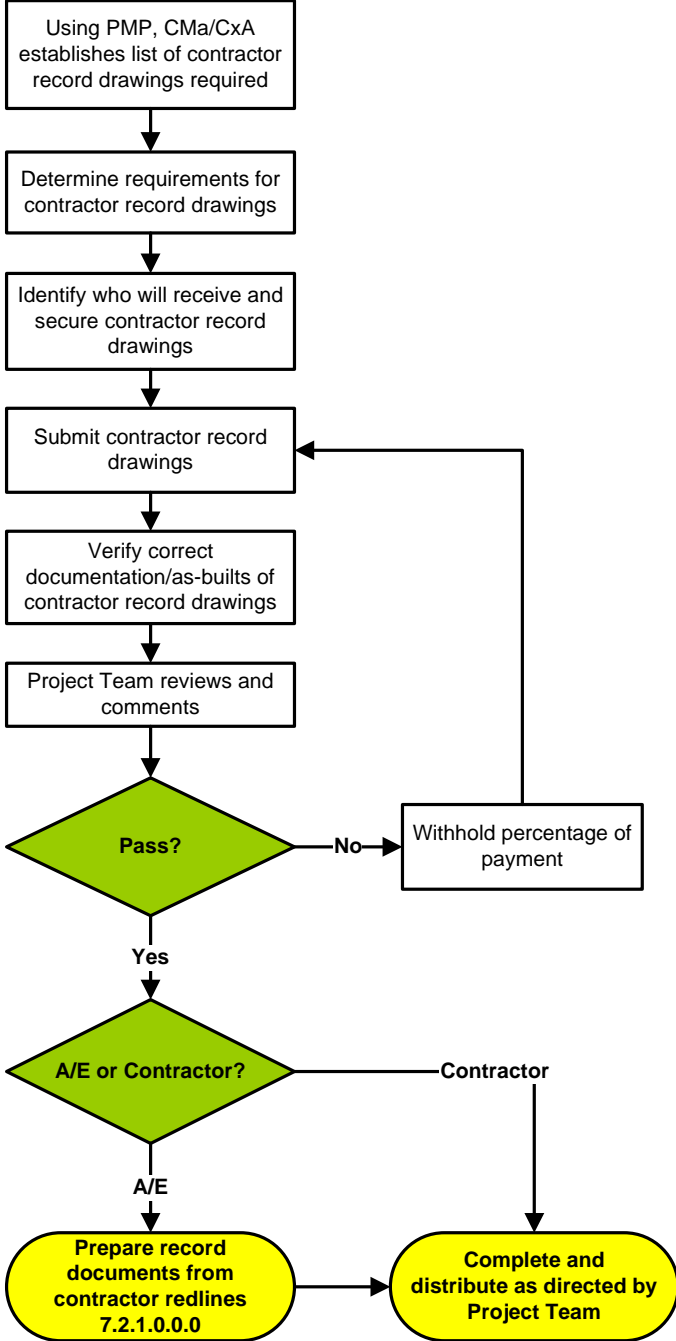 Using PMP, CMa/CxA
establishes list of contractor
record drawings required
Determine requirements for
contractor record drawings
Identify who will receive and
secure contractor record
drawings
Submit contractor record
drawings
Verify correct
documentation/as-builts of
contractor record drawings
Project Team reviews and
comments
Pass?
No
Withhold percentage of
payment
Yes
A/E or Contractor?
Contractor
A/E
Prepare record
documents from
contractor redlines
7.2.1.0.0.0
Complete and
distribute as directed by
Project Team